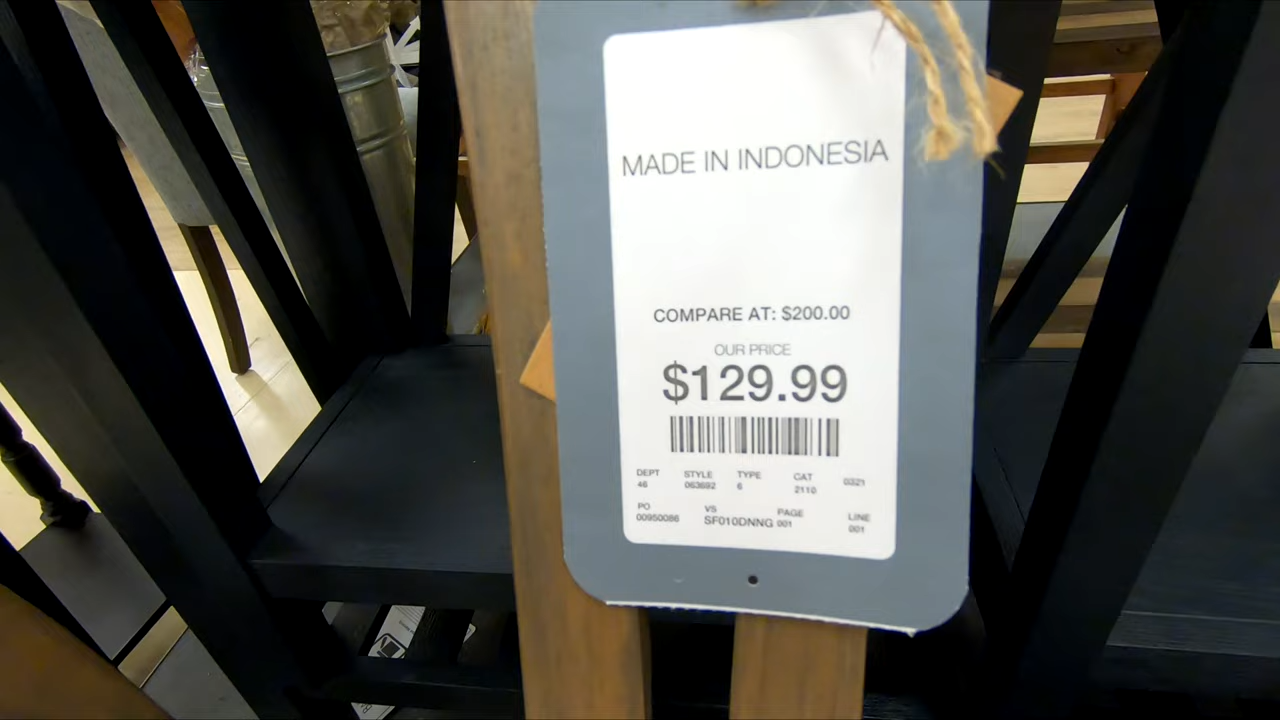 MADE IN INDONESIA
COMPARE AT: $200.00
OUR PRICE
$129.99
DEPT STYLE TYPE CAT 0321
46 063692 6 2110
PO VS PAGE LINE
00950086 SF010DNNG 001 001